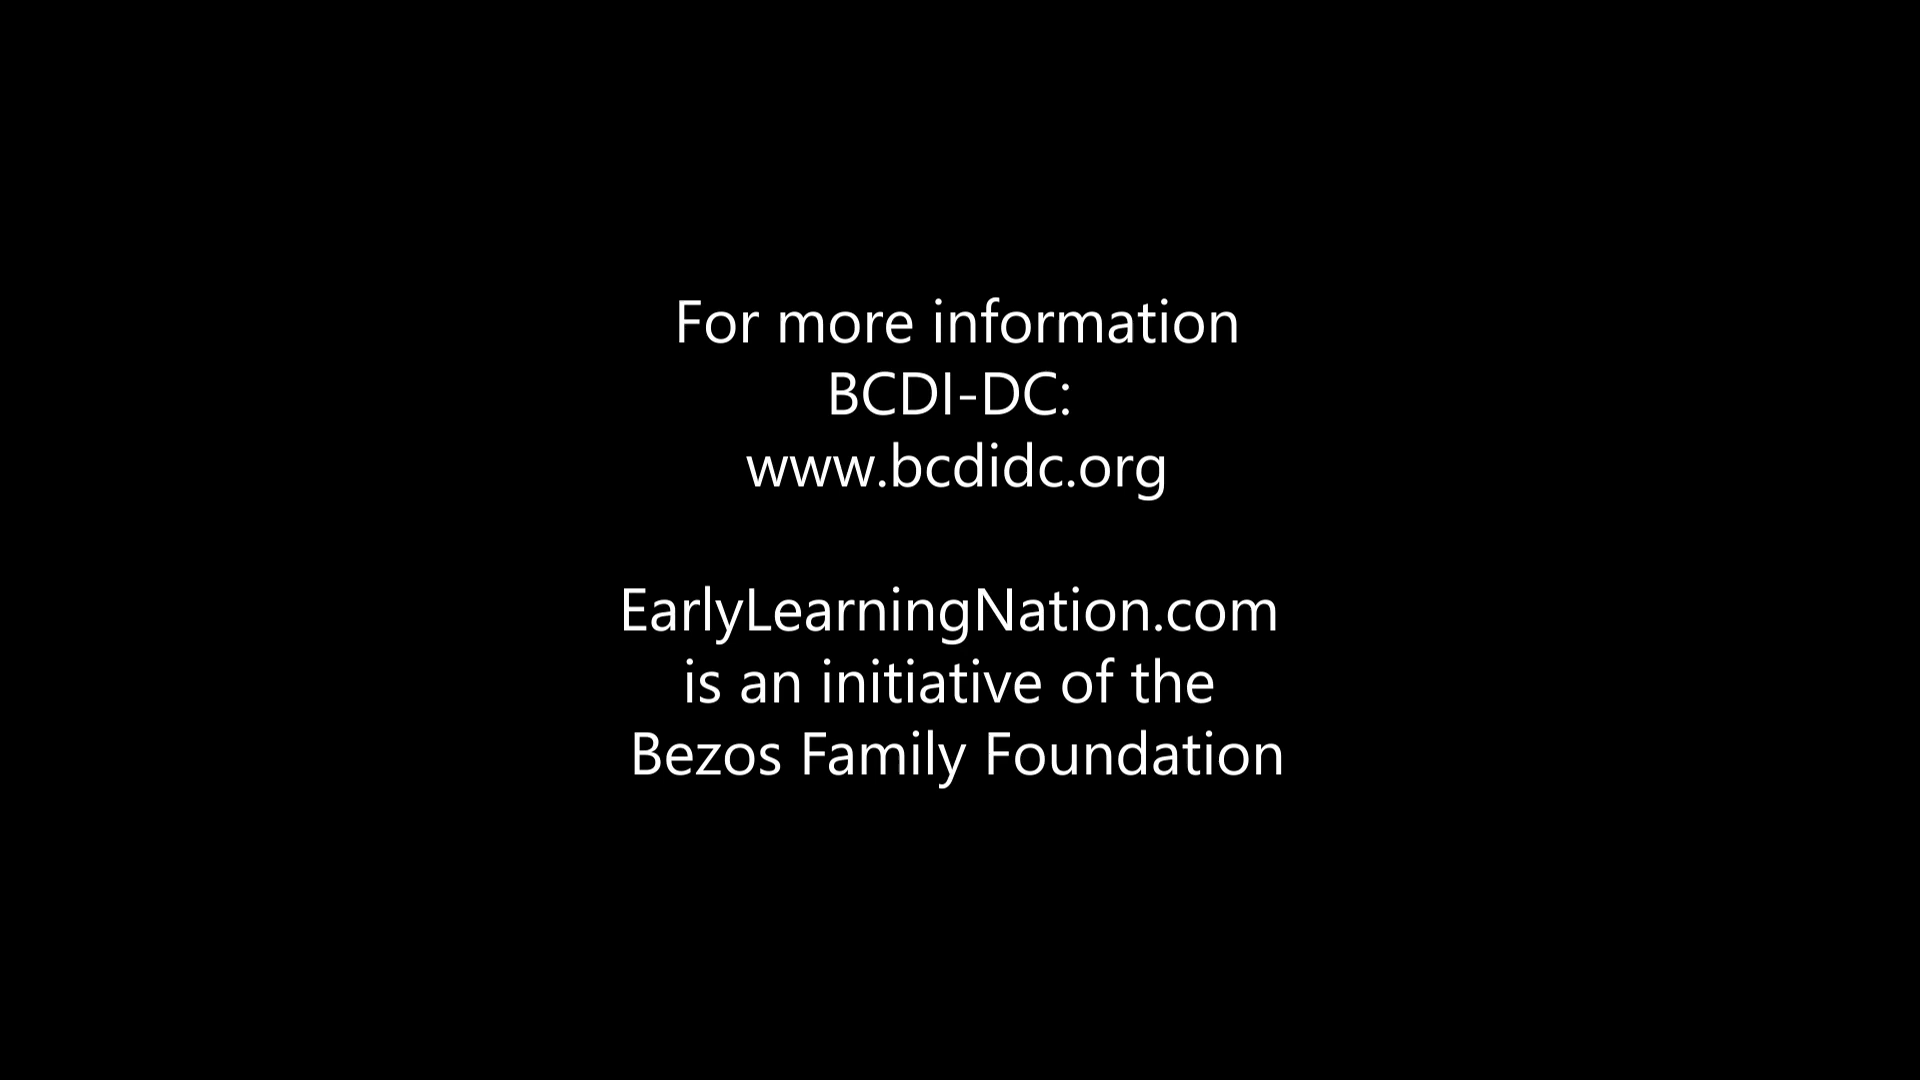 For more information
BCDI-DC:
www.bcdidc.org
EarlyLearningNation.com
is an initiative of the
Bezos Family Foundation